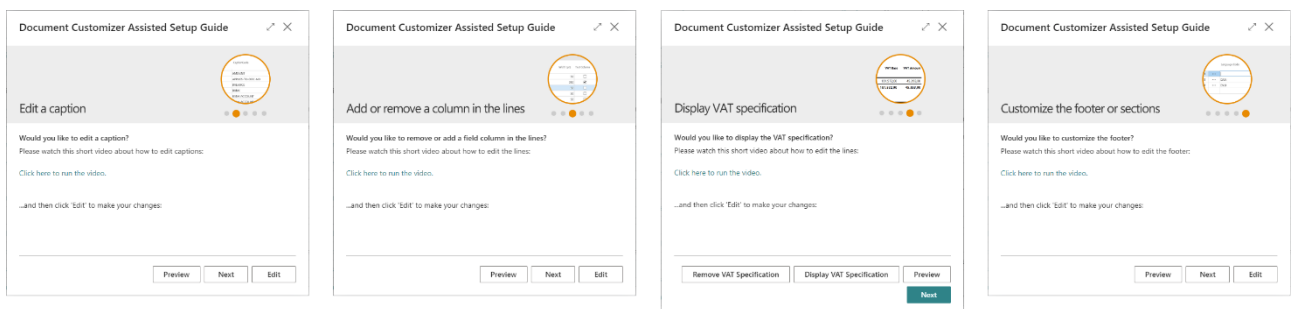 Document Customizer Assisted Setup Guide
Edit a caption
Would you like to edit a caption?
Please watch this short video about how to edit captions:
Click here to run the video.
...and then click 'Edit' to make your changes:
Preview Next Edit
Document Customizer Assisted Setup Guide
Add or remove a column in the lines
Would you like to remove or add a field column in the lines?
Please watch this short video about how to edit the lines:
Click here to run the video.
...and then click 'Edit' to make your changes:
Preview Next Edit
Document Customizer Assisted Setup Guide
VAT Base VAT Amount
Display VAT specification
Would you like to display the VAT specification?
Please watch this short video about how to edit the lines:
Click here to run the video.
...and then click 'Edit' to make your changes:
Remove VAT Specification Display VAT Specification Preview
Next
Document Customizer Assisted Setup Guide
Customize the footer or sections
Would you like to customize the footer?
Please watch this short video about how to edit the footer:
Click here to run the video.
...and then click 'Edit' to make your changes:
Preview Next Edit